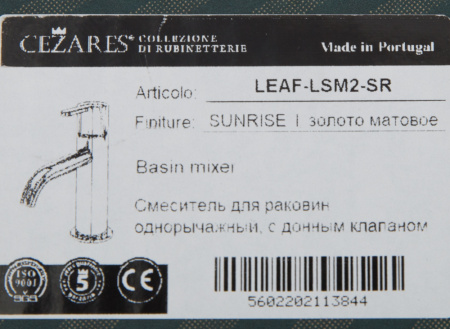 CEZARES® COLLEZIONE
DI RUBINETTERIE
Made in Portugal
Articolo: LEAF-LSM2-SR
Finiture: SUNRISE | золото матовое
Basin mixer
Смеситель для раковин
однорычажный, с донным клапаном
ISO
9001
SGS
5
CE
5602202113844